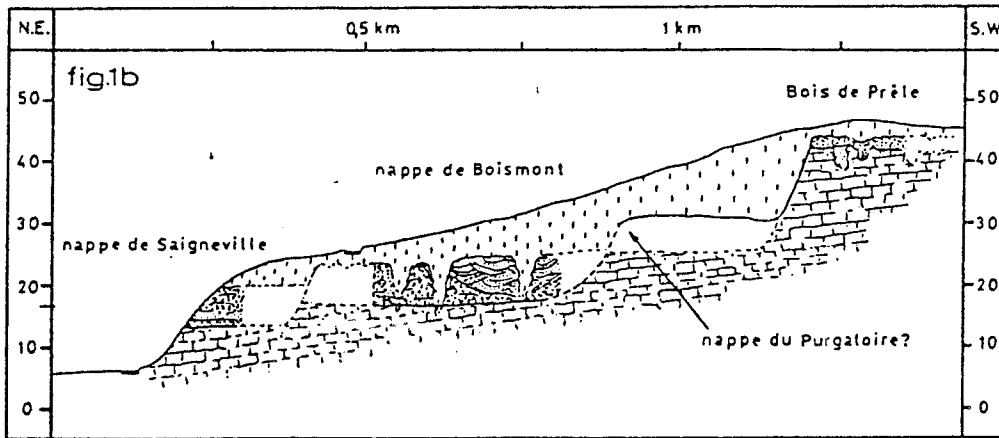 N.E. 0,5 km 1 km S.W.
fig.1b
Bois de Prêle
50 50
40 40
nappe de Boismont
30 30
nappe de Saigneville
20 20
nappe du Purgatoire?
10 10
0 0